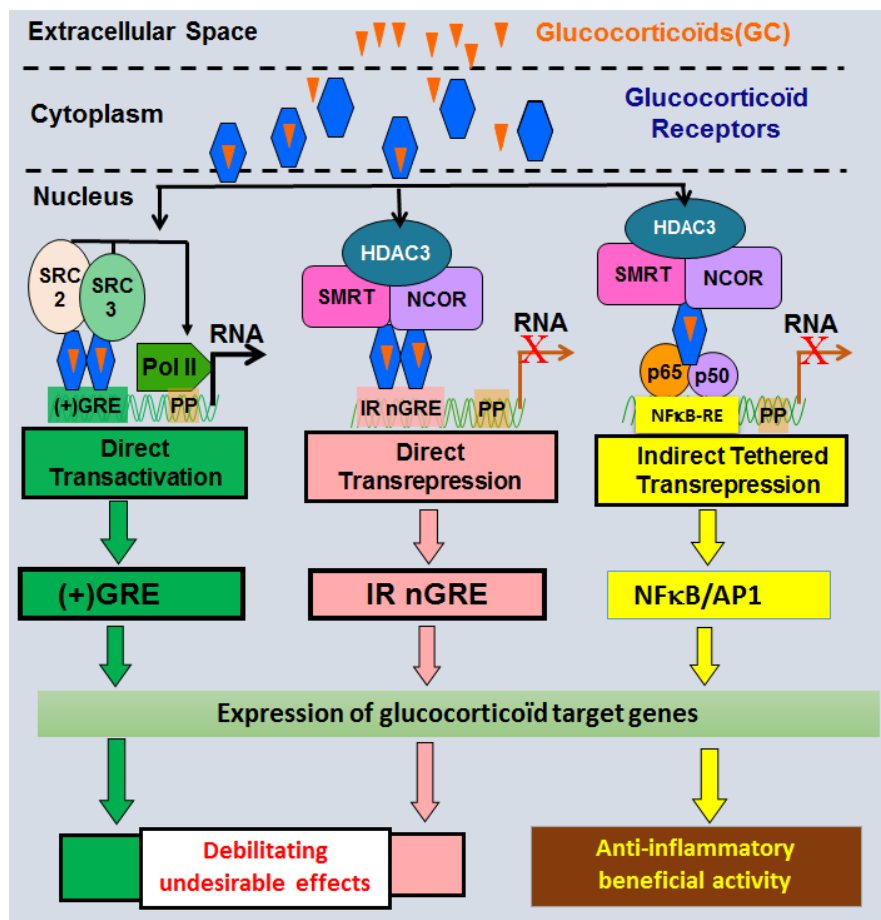 Extracellular Space
Glucocorticoïds(GC)
Cytoplasm
Glucocorticoïd
Receptors
Nucleus
SRC
2
SRC
3
Pol II
RNA
(+)GRE
PP
HDAC3
SMRT
NCOR
RNA
X
IR nGRE
PP
HDAC3
SMRT
NCOR
p65
p50
RNA
X
NFκB-RE
PP
Direct
Transactivation
Direct
Transrepression
Indirect Tethered
Transrepression
(+)GRE
IR nGRE
NFκB/AP1
Expression of glucocorticoïd target genes
Debilitating
undesirable effects
Anti-inflammatory
beneficial activity